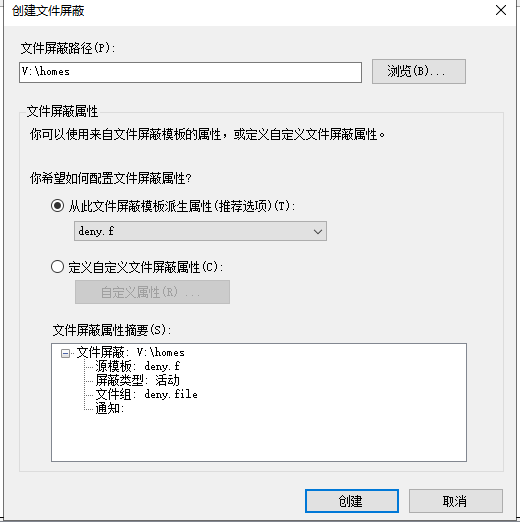 创建文件屏蔽
文件屏蔽路径(P):
V:\homes
浏览(B)...
文件屏蔽属性
你可以使用来自文件屏蔽模板的属性，或定义自定义文件屏蔽属性。
你希望如何配置文件屏蔽属性?
从此文件屏蔽模板派生属性(推荐选项)(T):
deny.f
定义自定义文件屏蔽属性(C):
自定义属性(R) ...
文件屏蔽属性摘要(S):
文件屏蔽: V:\homes
源模板: deny.f
屏蔽类型: 活动
文件组: deny.file
通知:
创建
取消